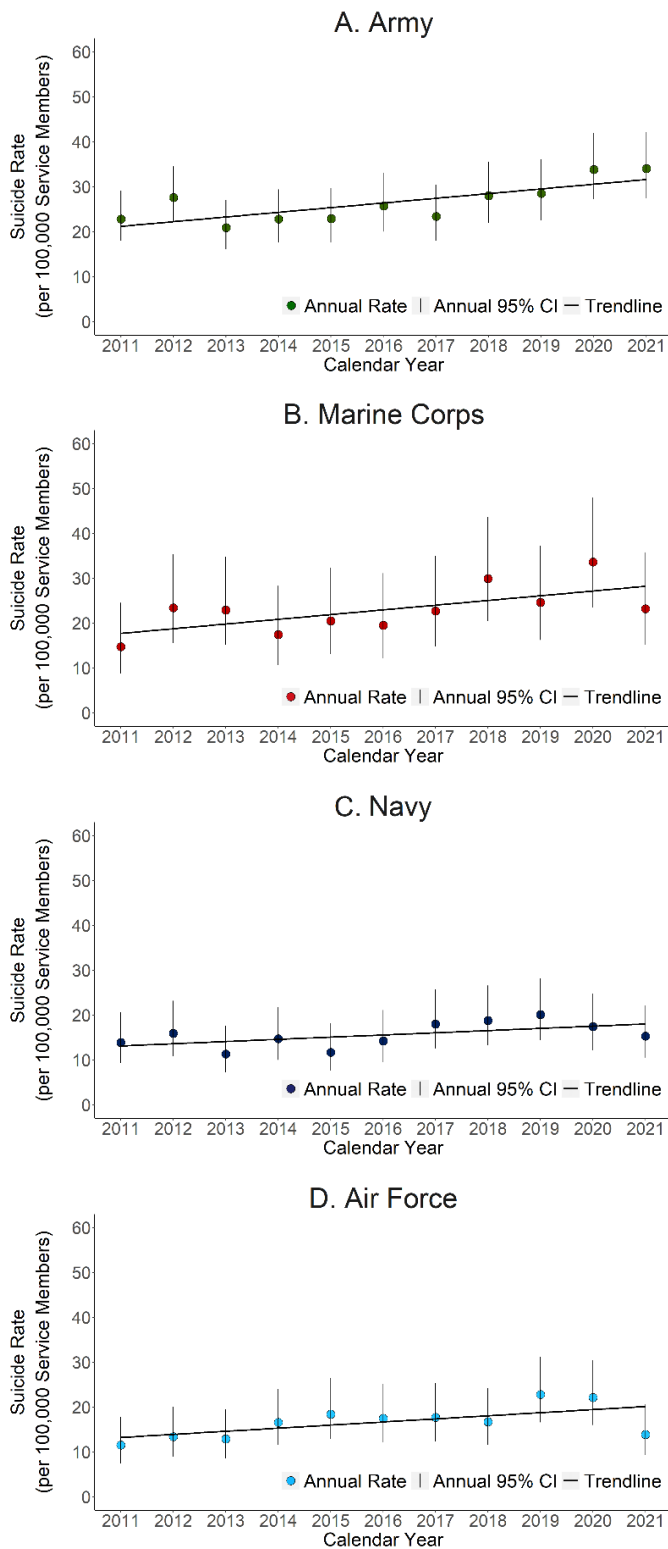 A. Army
Suicide Rate
(per 100,000 Service Members)
60
50
40
30
20
10
0
Annual Rate Annual 95% CI Trendline
2011 2012 2013 2014 2015 2016 2017 2018 2019 2020 2021
Calendar Year
B. Marine Corps
Suicide Rate
(per 100,000 Service Members)
60
50
40
30
20
10
0
Annual Rate Annual 95% CI Trendline
2011 2012 2013 2014 2015 2016 2017 2018 2019 2020 2021
Calendar Year
C. Navy
Suicide Rate
(per 100,000 Service Members)
60
50
40
30
20
10
0
Annual Rate Annual 95% CI Trendline
2011 2012 2013 2014 2015 2016 2017 2018 2019 2020 2021
Calendar Year
D. Air Force
Suicide Rate
(per 100,000 Service Members)
60
50
40
30
20
10
0
Annual Rate Annual 95% CI Trendline
2011 2012 2013 2014 2015 2016 2017 2018 2019 2020 2021
Calendar Year